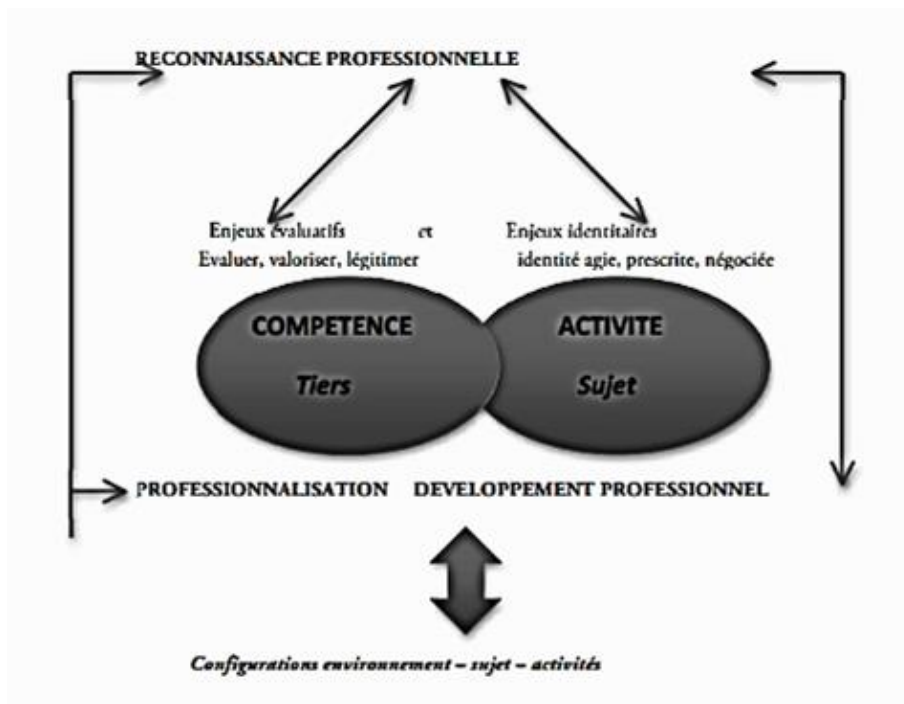 RECONNAISSANCE PROFESSIONNELLE
Enjeux évaluatifs et Enjeux identitaires
Evaluer, valoriser, légitimer identité agie, prescrite, négociée
COMPETENCE ACTIVITE
Tiers Sujet
PROFESSIONNALISATION DEVELOPPEMENT PROFESSIONNEL
Configurations environnement – sujet – activités